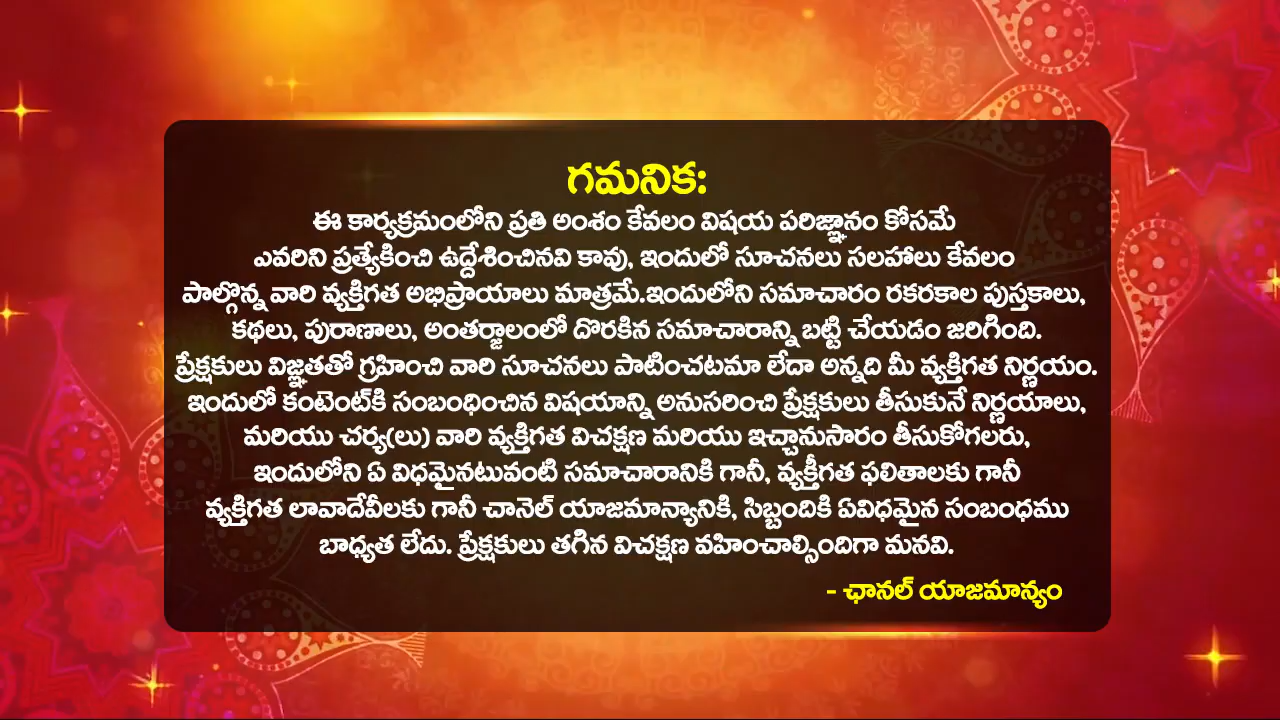 గమనిక:
ఈ కార్యక్రమంలోని ప్రతి అంశం కేవలం విషయ పరిజ్ఞానం కోసమే
ఎవరిని ప్రత్యేకించి ఉద్దేశించినవి కావు, ఇందులో సూచనలు సలహాలు కేవలం
పాల్గొన్న వారి వ్యక్తిగత అభిప్రాయాలు మాత్రమే.ఇందులోని సమాచారం రకరకాల పుస్తకాలు,
కథలు, పురాణాలు, అంతర్జాలంలో దొరకిన సమాచారాన్ని బట్టి చేయడం జరిగింది.
ప్రేక్షకులు విజ్ఞతతో గ్రహించి వారి సూచనలు పాటించటమా లేదా అన్నది మీ వ్యక్తిగత నిర్ణయం.
ఇందులో కంటెంట్‌కి సంబంధించిన విషయాన్ని అనుసరించి ప్రేక్షకులు తీసుకునే నిర్ణయాలు,
మరియు చర్య(లు) వారి వ్యక్తిగత విచక్షణ మరియు ఇచ్చానుసారం తీసుకోగలరు,
ఇందులోని ఏ విధమైనటువంటి సమాచారానికి గానీ, వ్యక్తీగత ఫలితాలకు గానీ
వ్యక్తిగత లావాదేవీలకు గానీ చానెల్ యాజమాన్యానికి, సిబ్బందికి ఏవిధమైన సంబంధము
బాధ్యత లేదు. ప్రేక్షకులు తగిన విచక్షణ వహించాల్సిందిగా మనవి.
- ఛానల్ యాజమాన్యం